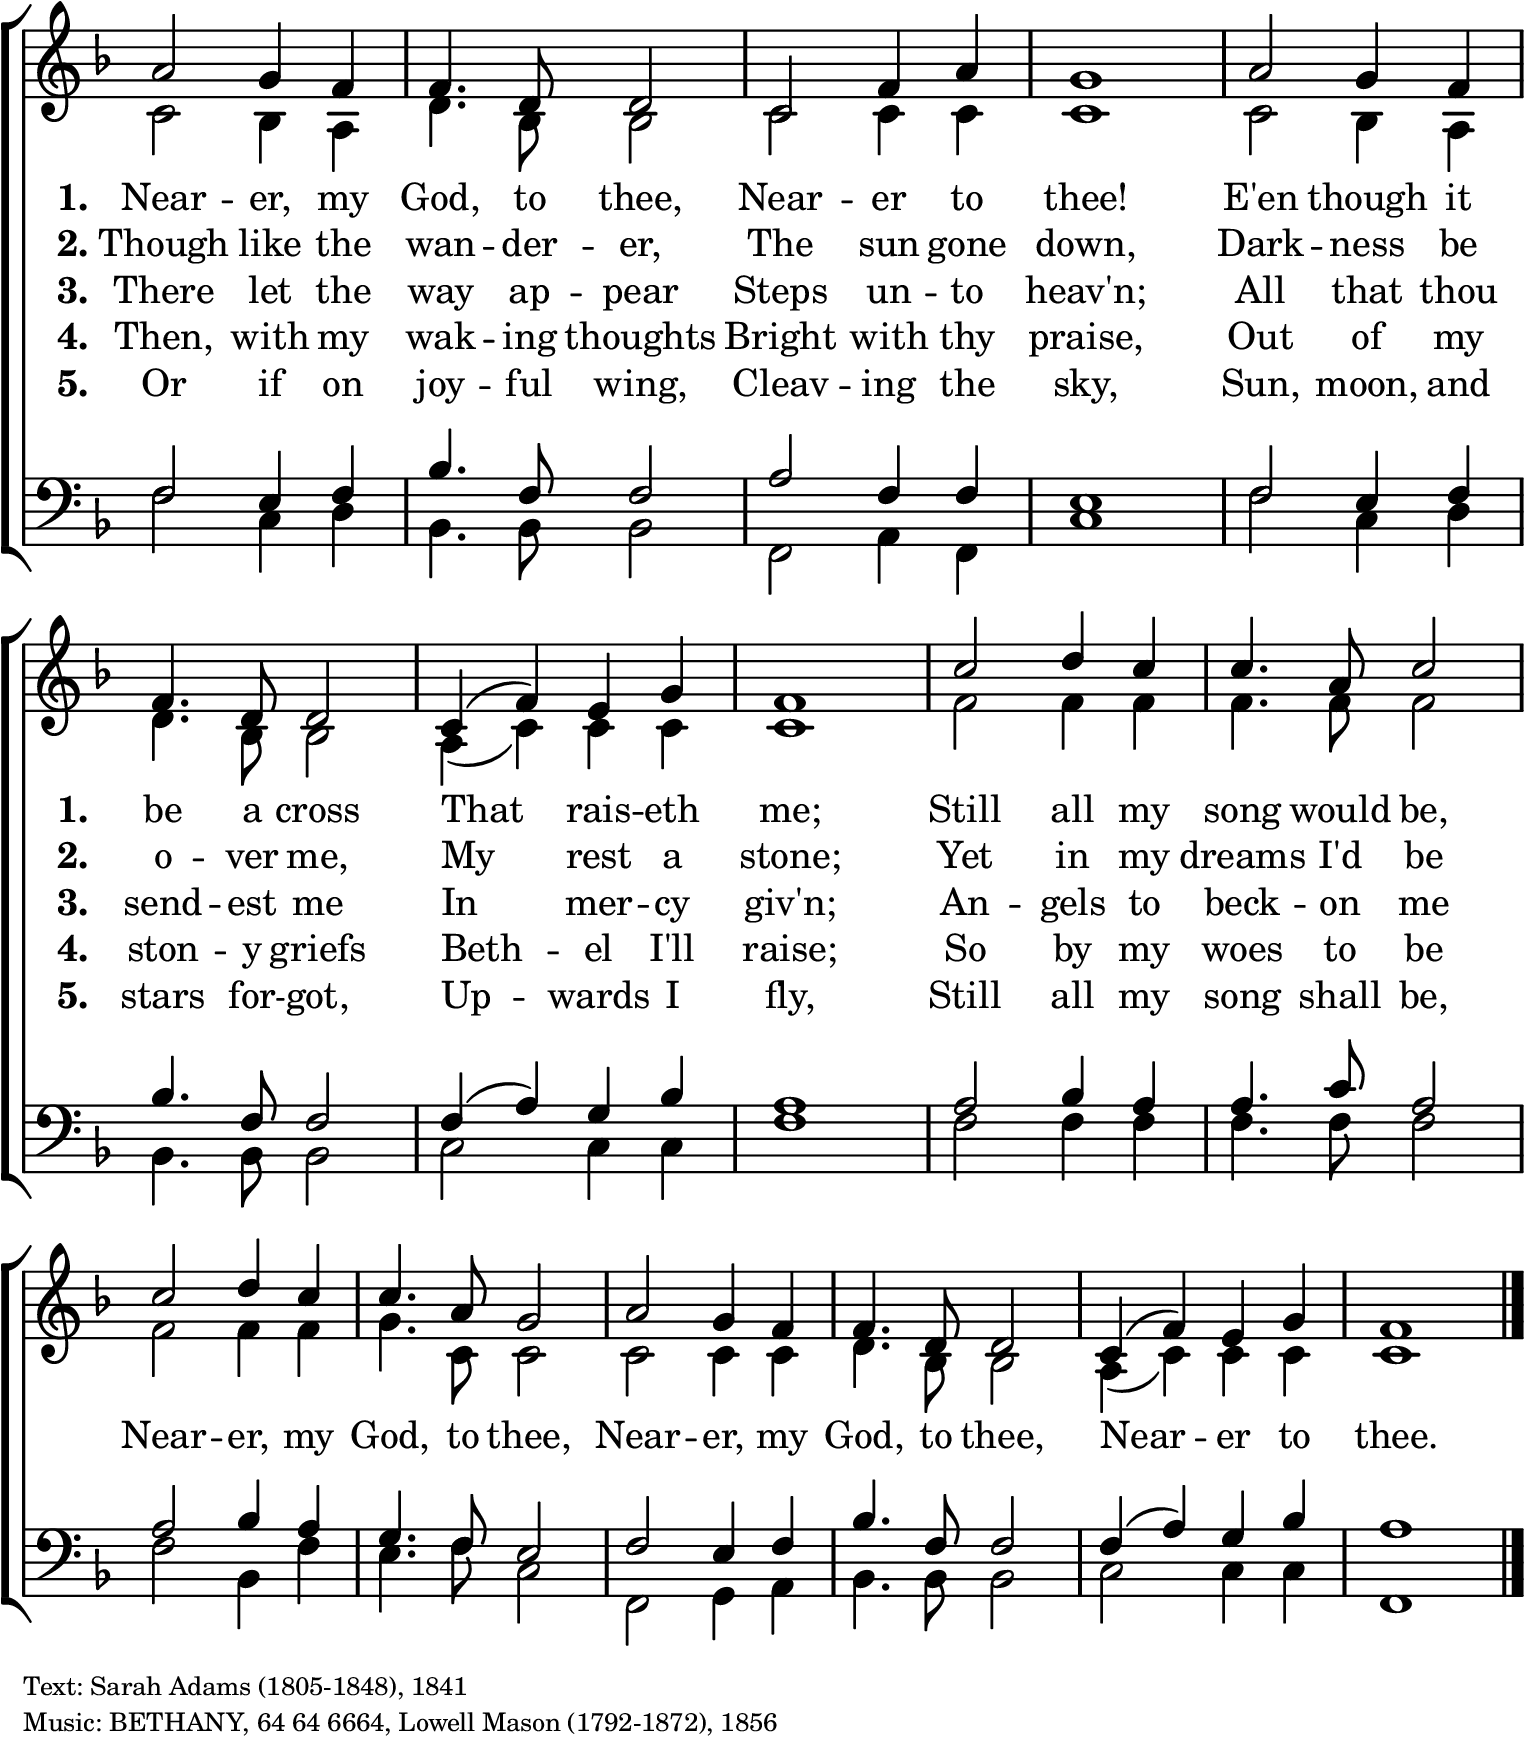 1. Near -- er, my God, to thee, Near -- er to thee! E'en though it
2. Though like the wan -- der -- er, The sun gone down, Dark -- ness be
3. There let the way ap -- pear Steps un -- to heav'n; All that thou
4. Then, with my wak -- ing thoughts Bright with thy praise, Out of my
5. Or if on joy -- ful wing, Cleav -- ing the sky, Sun, moon, and
1. be a cross That rais -- eth me; Still all my song would be,
2. o -- ver me, My rest a stone; Yet in my dreams I'd be
3. send -- est me In mer -- cy giv'n; An -- gels to beck -- on me
4. ston -- y griefs Beth -- el I'll raise; So by my woes to be
5. stars for -- got, Up -- wards I fly, Still all my song shall be,
Near -- er, my God, to thee, Near -- er, my God, to thee, Near -- er to thee.
Text: Sarah Adams (1805-1848), 1841
Music: BETHANY, 64 64 6664, Lowell Mason (1792-1872), 1856